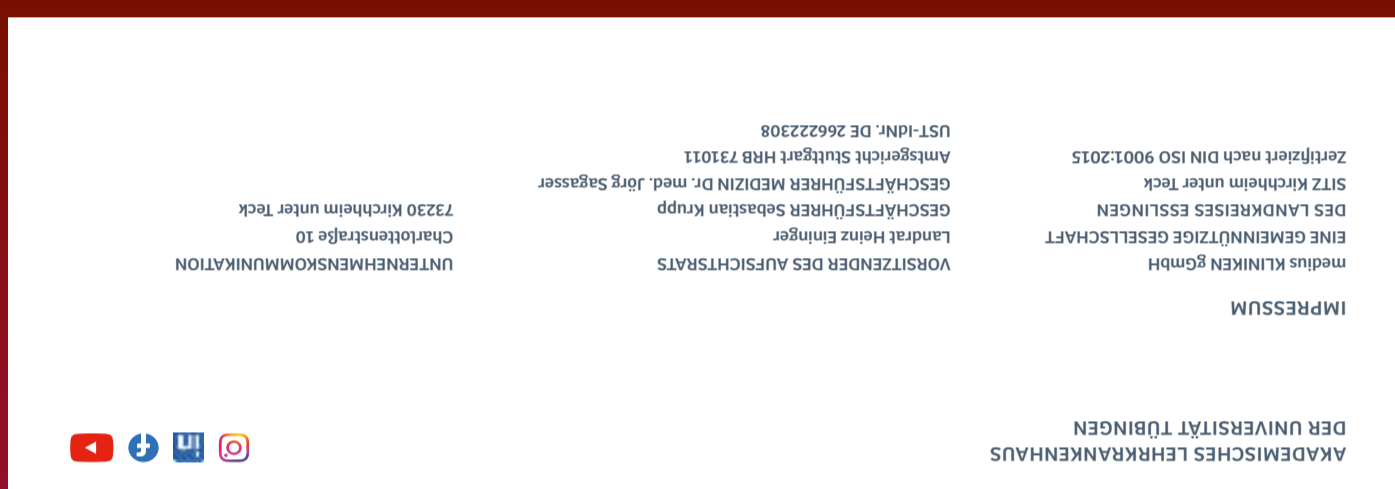 AKADEMISCHES LEHRKRANKENHAUS
DER UNIVERSITÄT TÜBINGEN
in
f
IMPRESSUM
medius KLINIKEN gGmbH
EINE GEMEINNÜTZIGE GESELLSCHAFT
DES LANDKREISES ESSLINGEN
SITZ Kirchheim unter Teck
Zertifiziert nach DIN ISO 9001:2015
VORSITZENDER DES AUFSICHTSRATS
Landrat Heinz Eininger
GESCHÄFTSFÜHRER Sebastian Krupp
GESCHÄFTSFÜHRER MEDIZIN Dr. med. Jörg Sagasser
Amtsgericht Stuttgart HRB 731011
UST-IdNr. DE 266222308
UNTERNEHMENSKOMMUNIKATION
Charlottenstraße 10
73230 Kirchheim unter Teck